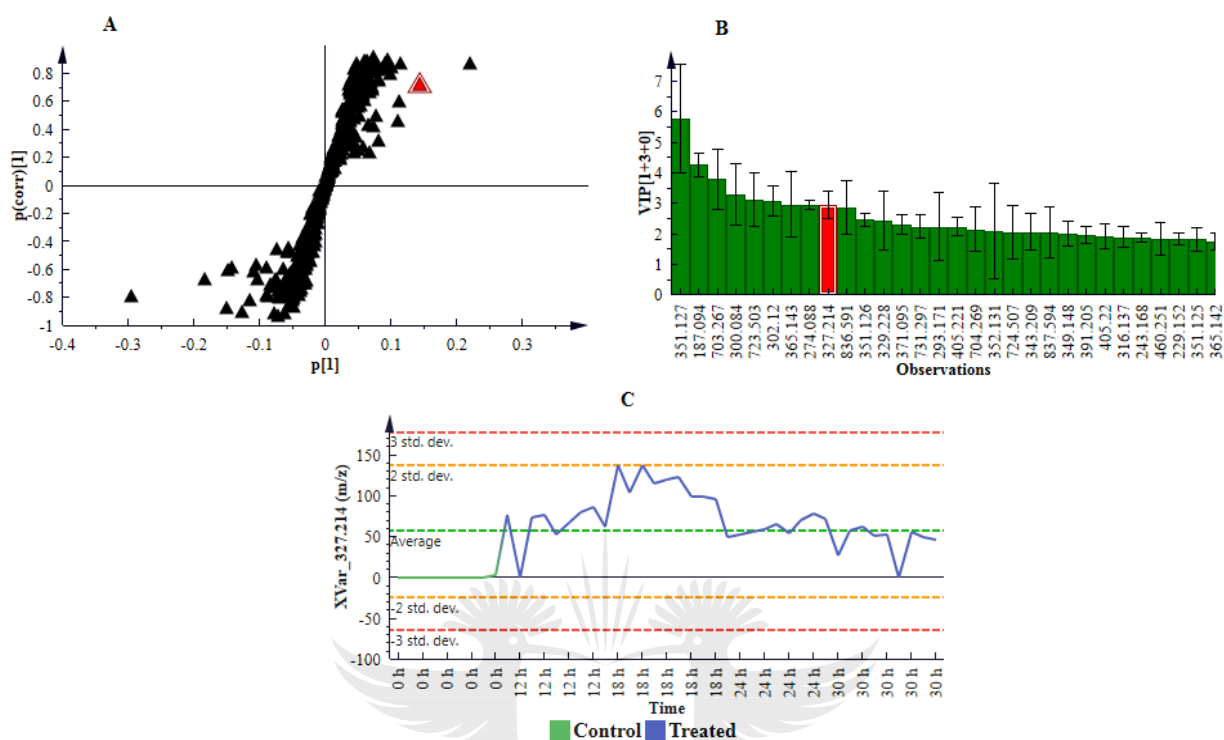 A
0.8
0.6
0.4
0.2
0
-0.2
-0.4
-0.6
-0.8
-1
p(corr)[1]
-0.4 -0.3 -0.2 -0.1 0 0.1 0.2 0.3
p[1]
B
7
6
5
4
3
2
1
0
VIP[1+3+0]
351.127 187.094 703.267 300.084 723.503 302.12 365.143 274.088 327.214 836.591 351.126 329.228 371.095 731.297 293.171 405.221 704.269 352.131 724.507 343.209 837.594 349.148 391.205 405.22 316.137 243.168 460.251 229.152 351.125 365.142
Observations
C
3 std. dev.
150
2 std. dev.
100
50
Average
0
-2 std. dev.
-50
-3 std. dev.
-100
XVar_327.214 (m/z)
0 h 0 h 0 h 0 h 0 h 12 h 12 h 12 h 12 h 18 h 18 h 18 h 18 h 18 h 24 h 24 h 24 h 24 h 30 h 30 h 30 h 30 h 30 h
Time
Control Treated